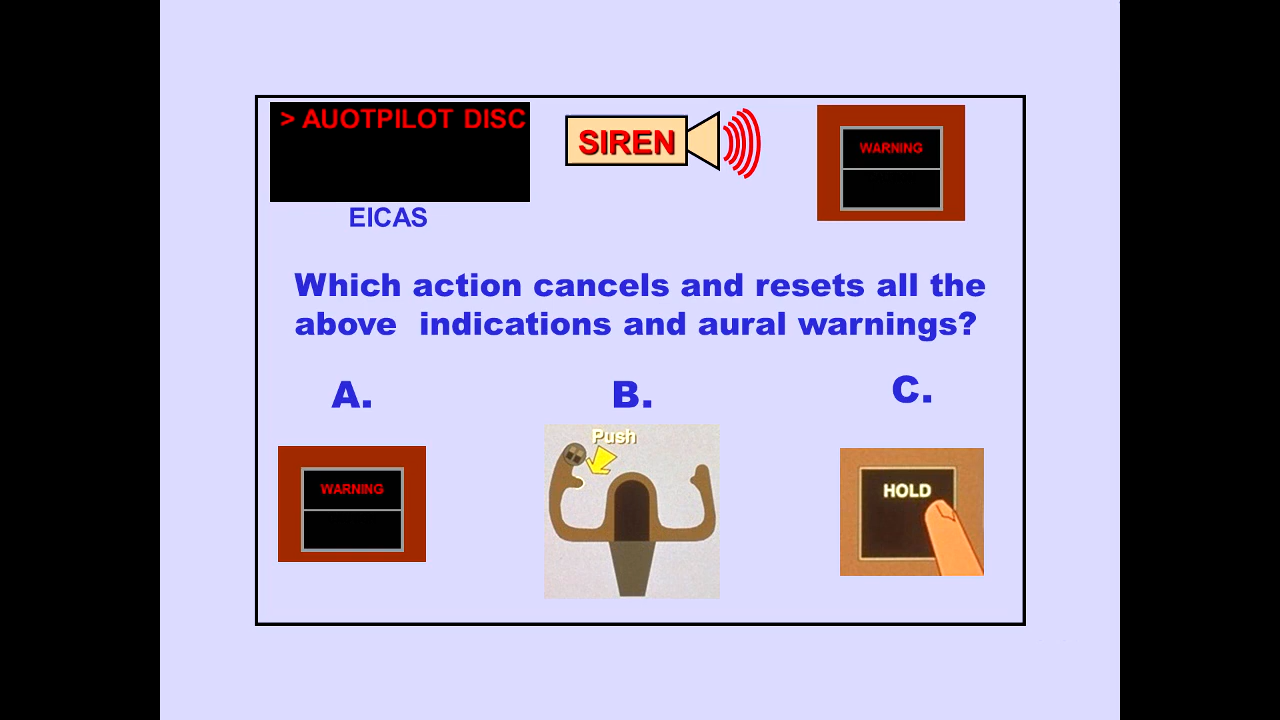 > AUOTPILOT DISC
SIREN
WARNING
EICAS
Which action cancels and resets all the
above indications and aural warnings?
A.
B.
C.
Push
WARNING
HOLD